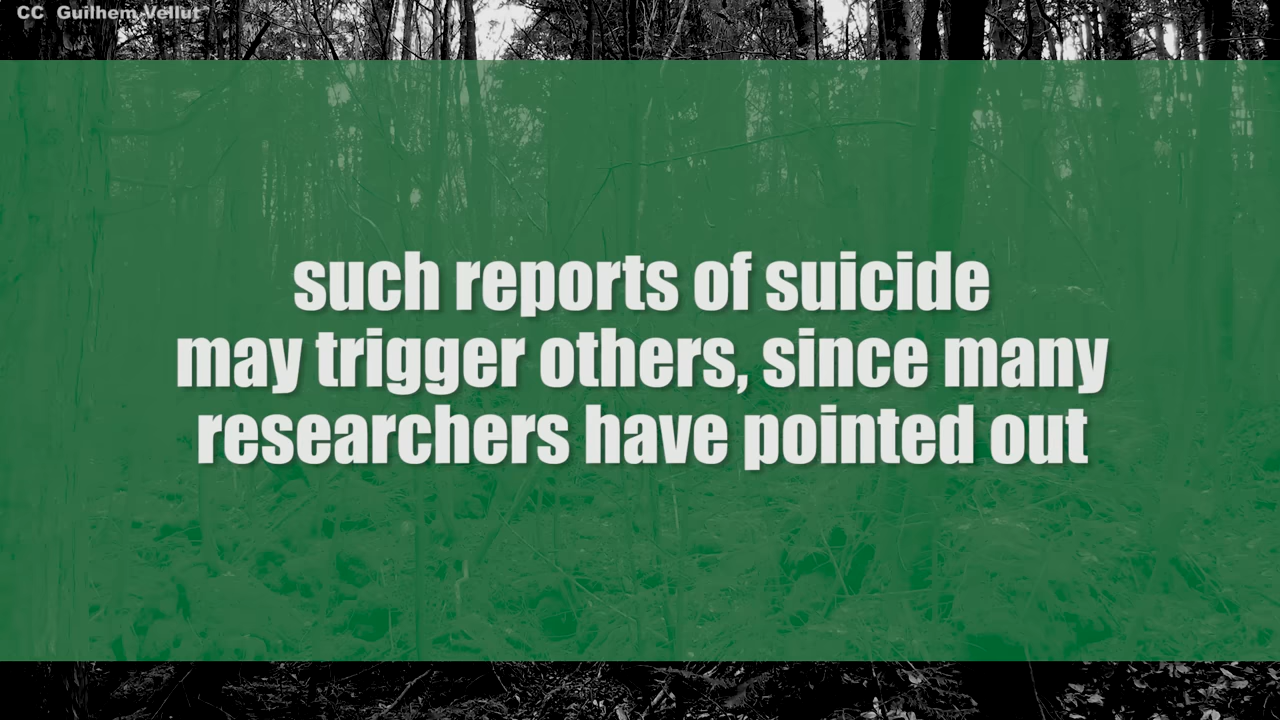 CC Guilhem Vellut
such reports of suicide
may trigger others, since many
researchers have pointed out